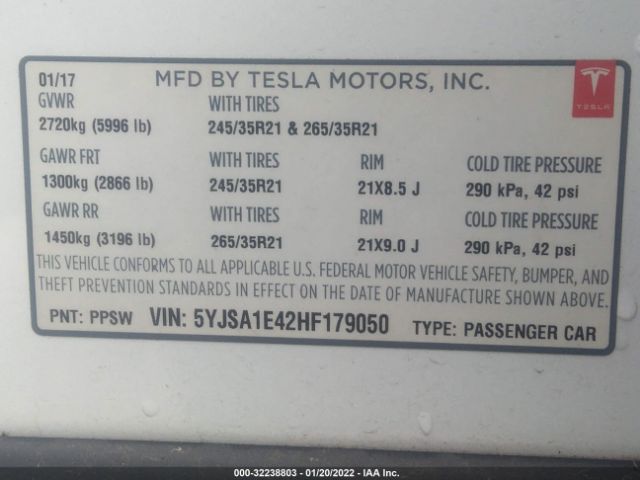 01/17 MFD BY TESLA MOTORS, INC.
TESLA
GVWR WITH TIRES
2720kg (5996 lb) 245/35R21 & 265/35R21
GAWR FRT WITH TIRES RIM COLD TIRE PRESSURE
1300kg (2866 lb) 245/35R21 21X8.5 J 290 kPa, 42 psi
GAWR RR WITH TIRES RIM COLD TIRE PRESSURE
1450kg (3196 lb) 265/35R21 21X9.0 J 290 kPa, 42 psi
THIS VEHICLE CONFORMS TO ALL APPLICABLE U.S. FEDERAL MOTOR VEHICLE SAFETY, BUMPER, AND
THEFT PREVENTION STANDARDS IN EFFECT ON THE DATE OF MANUFACTURE SHOWN ABOVE.
PNT: PPSW VIN: 5YJSA1E42HF179050 TYPE: PASSENGER CAR
000-32238803 - 01/20/2022 - IAA Inc.